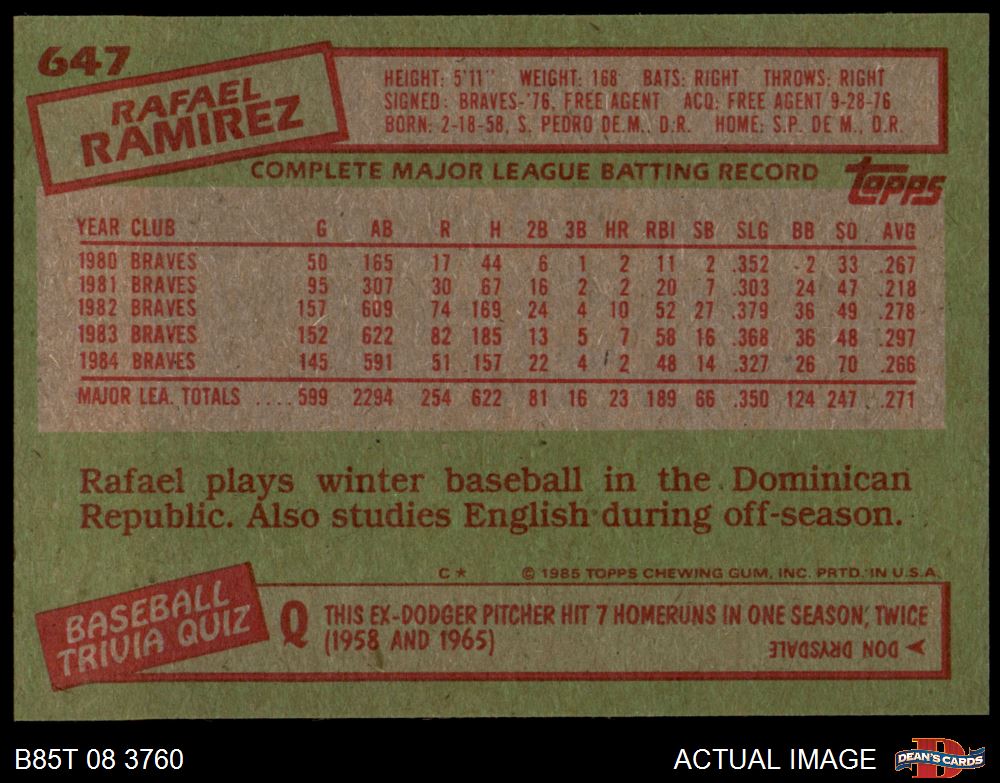 647
RAFAEL
RAMIREZ
HEIGHT: 5'11" WEIGHT: 168 BATS: RIGHT THROWS: RIGHT
SIGNED: BRAVES-'76, FREE AGENT ACQ: FREE AGENT 9-28-76
BORN: 2-18-58, S. PEDRO DE.M., D.R. HOME: S.P. DE M., D.R.
COMPLETE MAJOR LEAGUE BATTING RECORD
topps
YEAR CLUB G AB R H 2B 3B HR RBI SB SLG BB SO AVG
1980 BRAVES 50 165 17 44 6 1 2 11 2 .352 2 33 .267
1981 BRAVES 95 307 30 67 16 2 2 20 7 .303 24 47 .218
1982 BRAVES 157 609 74 169 24 4 10 52 27 .379 36 49 .278
1983 BRAVES 152 622 82 185 13 5 7 58 16 .368 36 48 .297
1984 BRAVES 145 591 51 157 22 4 2 48 14 .327 26 70 .266
MAJOR LEA. TOTALS .... 599 2294 254 622 81 16 23 189 66 .350 124 247 .271
Rafael plays winter baseball in the Dominican
Republic. Also studies English during off-season.
C* © 1985 TOPPS CHEWING GUM, INC. PRTD. IN U.S.A.
BASEBALL
TRIVIA QUIZ
Q THIS EX-DODGER PITCHER HIT 7 HOMERUNS IN ONE SEASON, TWICE
(1958 AND 1965)
DON DRYSDALE
B85T 08 3760
ACTUAL IMAGE
D
DEAN'S CARDS